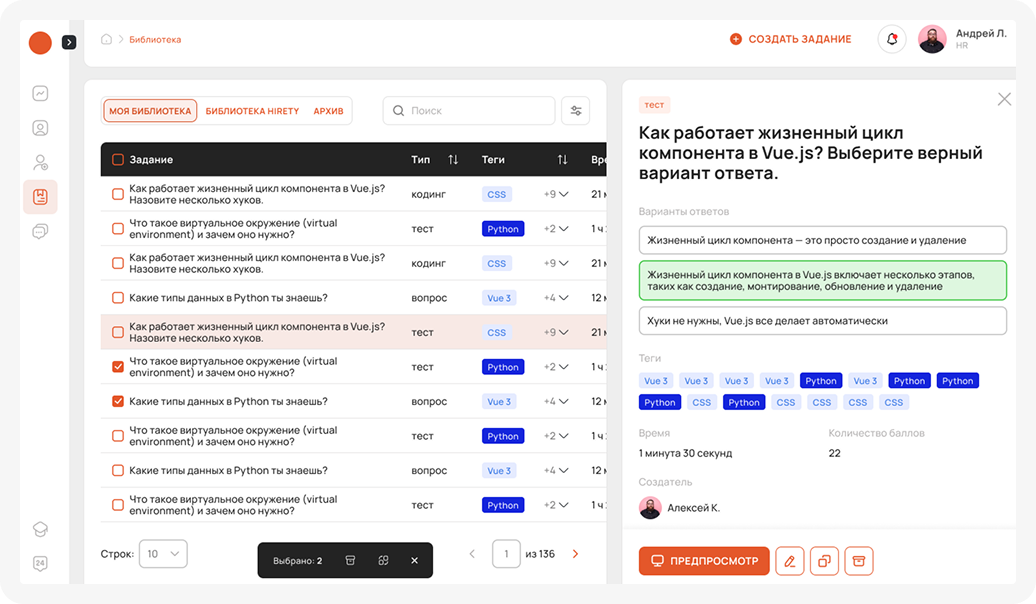 Библиотека
СОЗДАТЬ ЗАДАНИЕ
Андрей Л.
HR
МОЯ БИБЛИОТЕКА
БИБЛИОТЕКА HIRETY
АРХИВ
Поиск
Задание Тип Теги
Как работает жизненный цикл компонента в Vue.js?
Назовите несколько хуков.
кодинг CSS +9 21
Что такое виртуальное окружение (virtual
environment) и зачем оно нужно?
тест Python +2 1 ч
Как работает жизненный цикл компонента в Vue.js?
Назовите несколько хуков.
кодинг CSS +9 21
Какие типы данных в Python ты знаешь? вопрос Vue 3 +4 12
Как работает жизненный цикл компонента в Vue.js?
Назовите несколько хуков.
тест CSS +9 21
Что такое виртуальное окружение (virtual
environment) и зачем оно нужно?
тест Python +2 1 ч
Какие типы данных в Python ты знаешь? вопрос Vue 3 +4 12
Что такое виртуальное окружение (virtual
environment) и зачем оно нужно?
тест Python +2 1 ч
Какие типы данных в Python ты знаешь? вопрос Vue 3 +4 12
Что такое виртуальное окружение (virtual
environment) и зачем оно нужно?
тест Python +2 1 ч
Строк: 10
Выбрано: 2
1 из 136
24
тест
Как работает жизненный цикл
компонента в Vue.js? Выберите верный
вариант ответа.
Варианты ответов
Жизненный цикл компонента — это просто создание и удаление
Жизненный цикл компонента в Vue.js включает несколько этапов,
таких как создание, монтирование, обновление и удаление
Хуки не нужны, Vue.js все делает автоматически
Теги
Vue 3 Vue 3 Vue 3 Vue 3 Python Vue 3 Python Python
Python CSS Python CSS CSS CSS CSS
Время Количество баллов
1 минута 30 секунд 22
Создатель
Алексей К.
ПРЕДПРОСМОТР